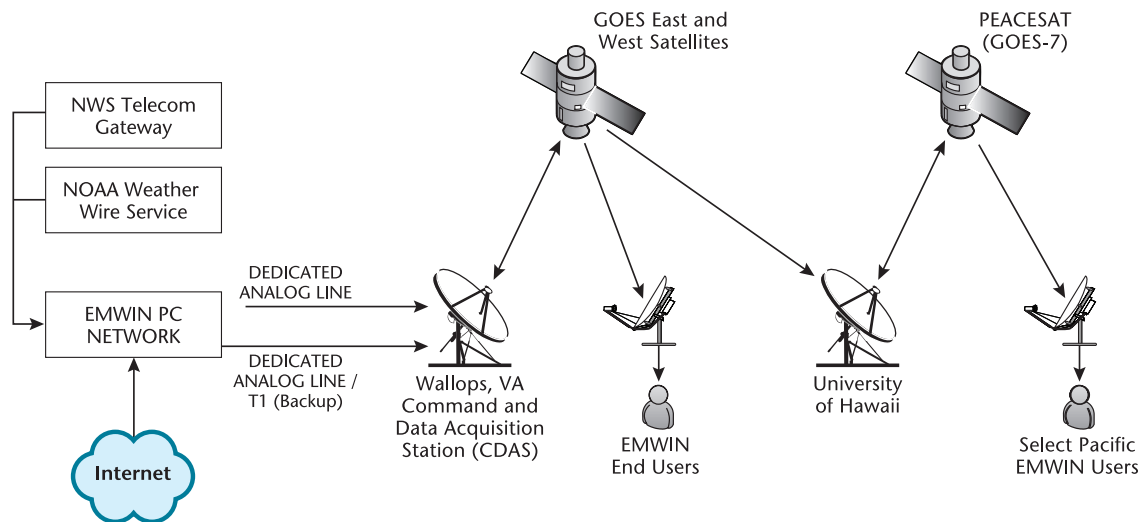 GOES East and
West Satellites
PEACESAT
(GOES-7)
NWS Telecom
Gateway
NOAA Weather
Wire Service
EMWIN PC
NETWORK
DEDICATED
ANALOG LINE
DEDICATED
ANALOG LINE /
T1 (Backup)
Internet
Wallops, VA
Command and
Data Acquisition
Station (CDAS)
EMWIN
End Users
University
of Hawaii
Select Pacific
EMWIN Users